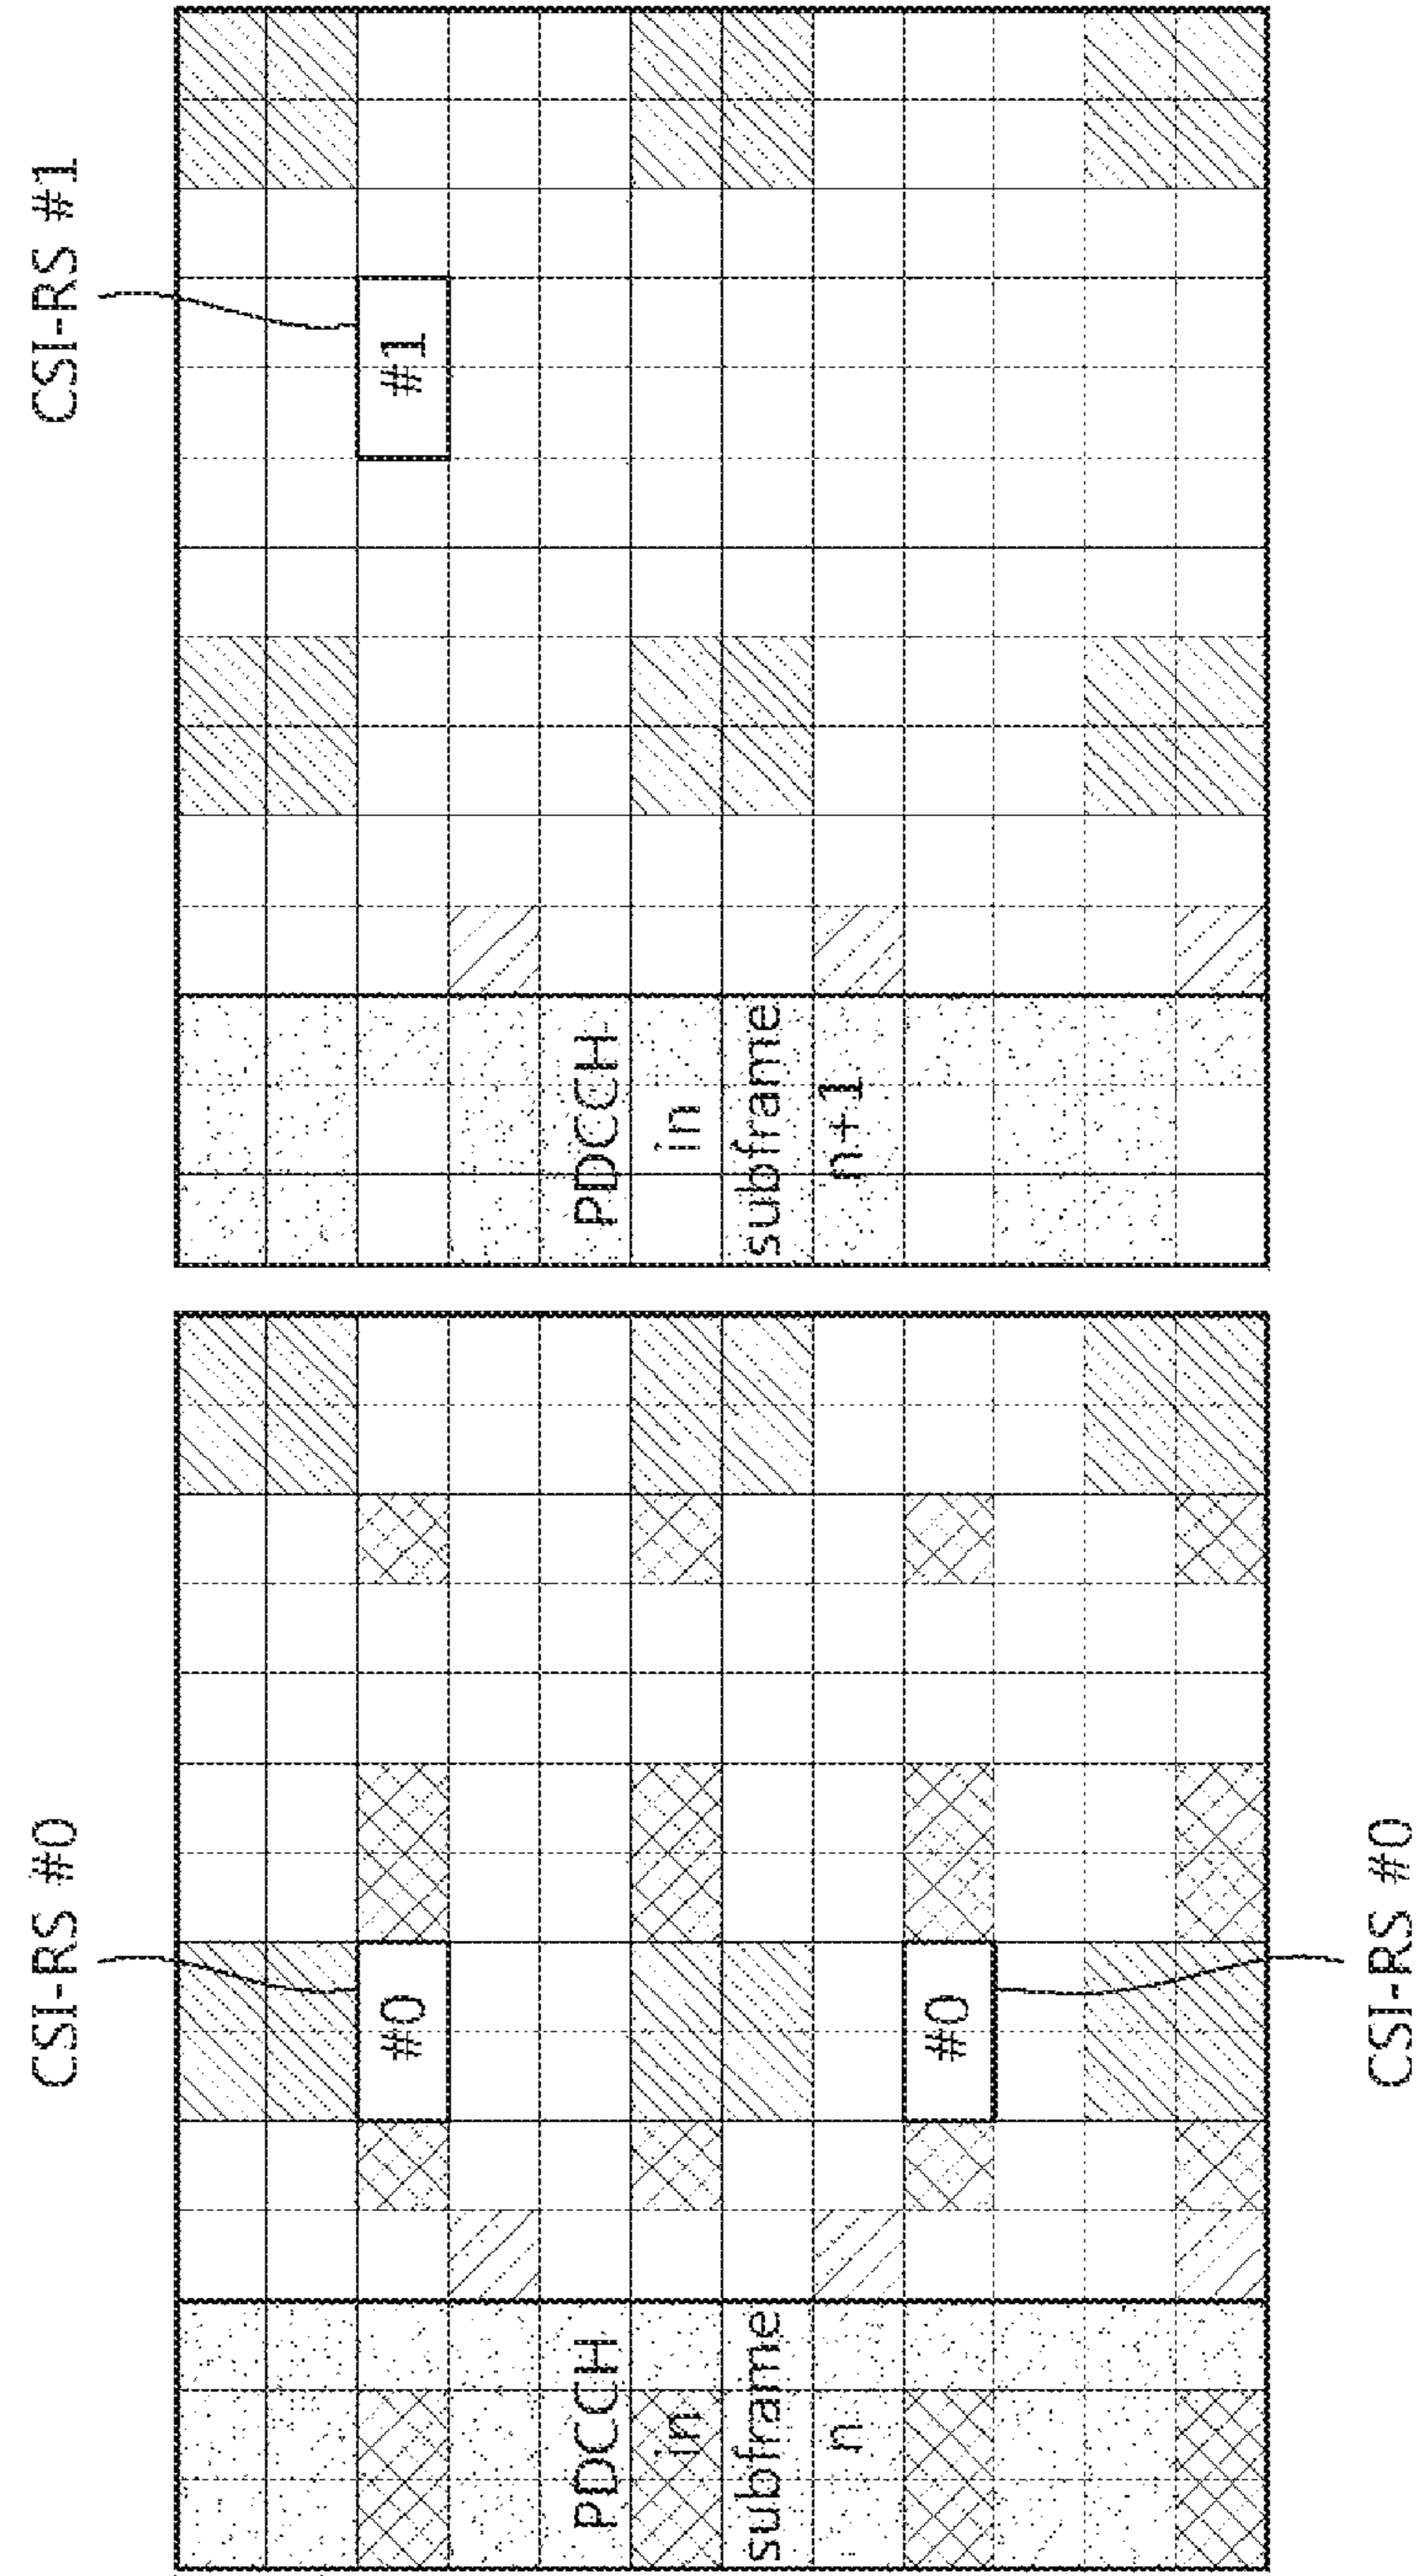 CSI-RS #0
CSI-RS #1
#0
#1
PDCCH
in
subframe
n
PDCCH
in
subframe
n+1
#0
CSI-RS #0